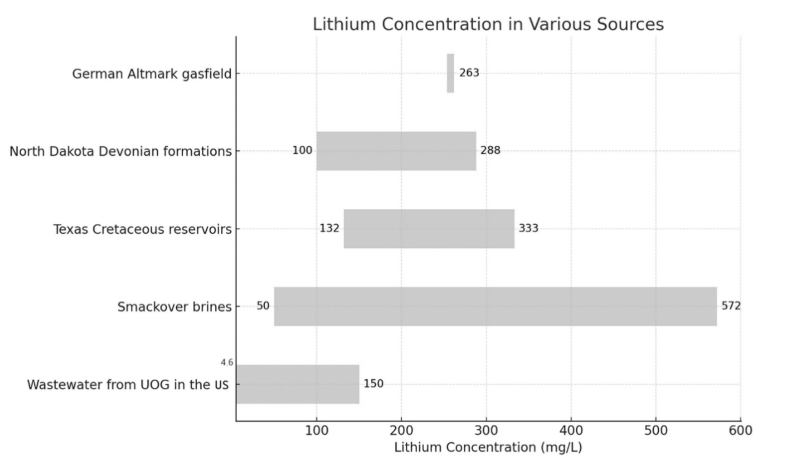 Lithium Concentration in Various Sources
German Altmark gasfield 263
North Dakota Devonian formations 100 288
Texas Cretaceous reservoirs 132 333
Smackover brines 50 572
4 6
Wastewater from UOG in the US 150
100 200 300 400 500 600
Lithium Concentration (mg/L)